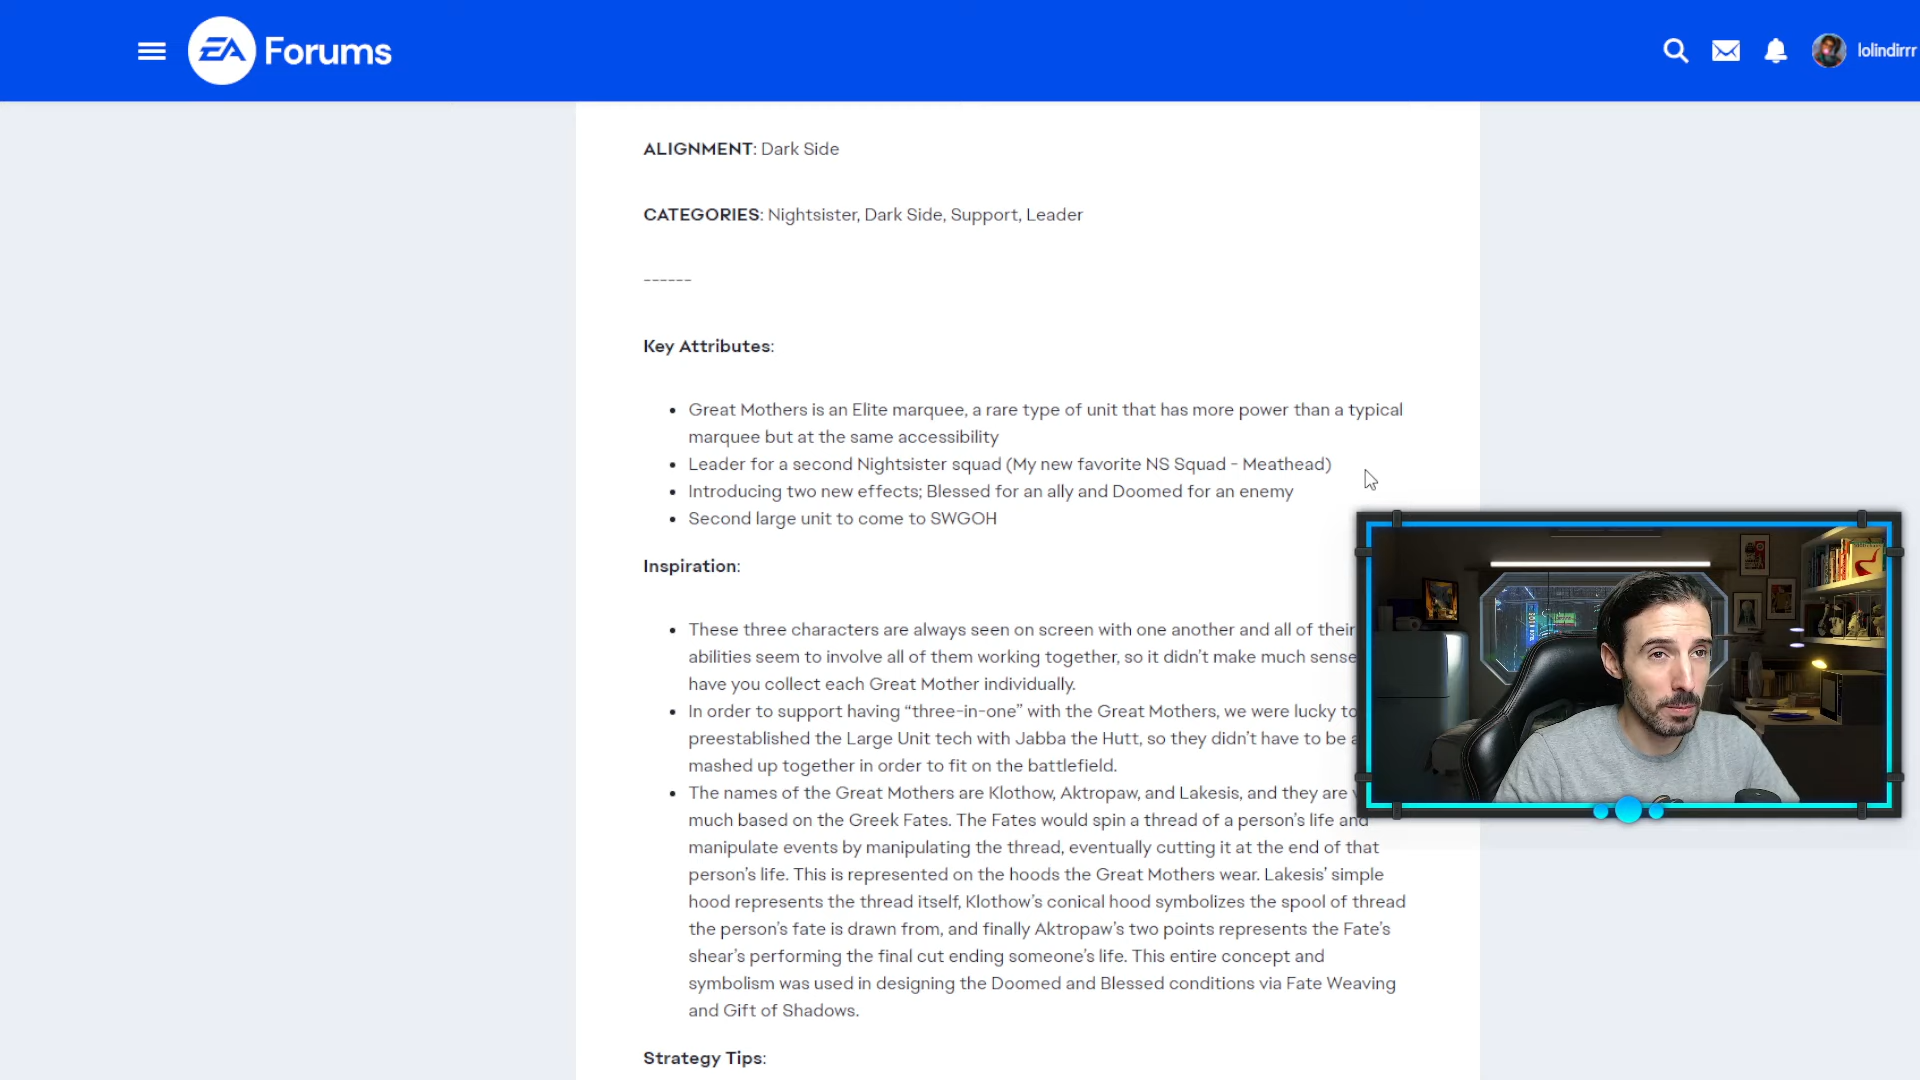 EA Forums
lolindirrr
ALIGNMENT: Dark Side
CATEGORIES: Nightsister, Dark Side, Support, Leader
------
Key Attributes:
• Great Mothers is an Elite marquee, a rare type of unit that has more power than a typical
marquee but at the same accessibility
• Leader for a second Nightsister squad (My new favorite NS Squad - Meathead)
• Introducing two new effects; Blessed for an ally and Doomed for an enemy
• Second large unit to come to SWGOH
Inspiration:
• These three characters are always seen on screen with one another and all of their
abilities seem to involve all of them working together, so it didn't make much sense
have you collect each Great Mother individually.
• In order to support having “three-in-one” with the Great Mothers, we were lucky to
preestablished the Large Unit tech with Jabba the Hutt, so they didn't have to be
mashed up together in order to fit on the battlefield.
• The names of the Great Mothers are Klothow, Aktropaw, and Lakesis, and they are
much based on the Greek Fates. The Fates would spin a thread of a person's life and
manipulate events by manipulating the thread, eventually cutting it at the end of that
person's life. This is represented on the hoods the Great Mothers wear. Lakesis' simple
hood represents the thread itself, Klothow's conical hood symbolizes the spool of thread
the person's fate is drawn from, and finally Aktropaw's two points represents the Fate's
shear's performing the final cut ending someone's life. This entire concept and
symbolism was used in designing the Doomed and Blessed conditions via Fate Weaving
and Gift of Shadows.
Strategy Tips: